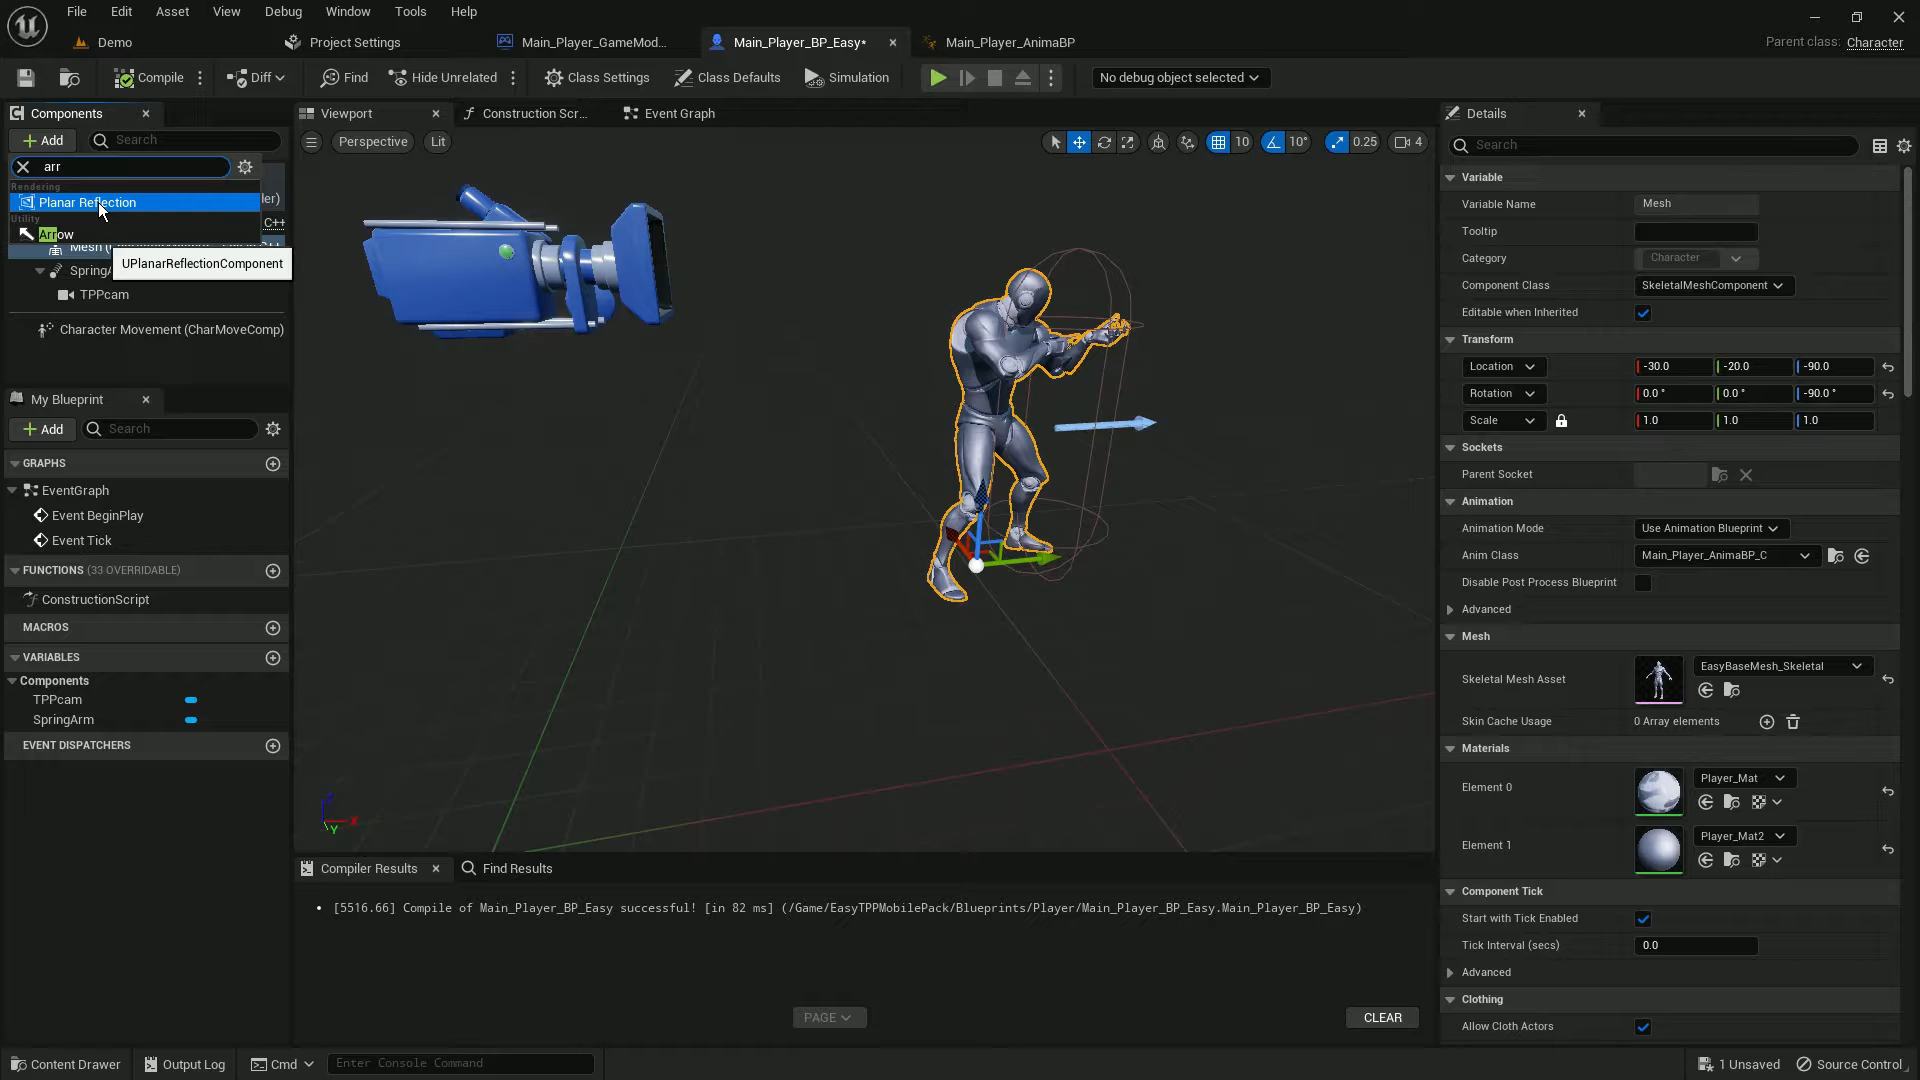 File Edit Asset View Debug Window Tools Help
Demo Project Settings Main_Player_GameMod... Main_Player_BP_Easy* Main_Player_AnimaBP Parent class: Character
Compile Diff Find Hide Unrelated Class Settings Class Defaults Simulation No debug object selected
Components Viewport Construction Scr... Event Graph Details
Add Search Perspective Lit 10 10° 0.25 4 Search
arr
Rendering
Planar Reflection
Utility
C++
Arrow
UPlanarReflectionComponent
TPPcam
Character Movement (CharMoveComp)
My Blueprint
Add Search
GRAPHS
EventGraph
Event BeginPlay
Event Tick
FUNCTIONS (33 OVERRIDABLE)
ConstructionScript
MACROS
VARIABLES
Components
TPPcam
SpringArm
EVENT DISPATCHERS
Variable
Variable Name Mesh
Tooltip
Category Character
Component Class SkeletalMeshComponent
Editable when Inherited
Transform
Location -30.0 -20.0 -90.0
Rotation 0.0 ° 0.0 ° -90.0 °
Scale 1.0 1.0 1.0
Sockets
Parent Socket
Animation
Animation Mode Use Animation Blueprint
Anim Class Main_Player_AnimaBP_C
Disable Post Process Blueprint
Advanced
Mesh
Skeletal Mesh Asset EasyBaseMesh_Skeletal
Skin Cache Usage 0 Array elements
Materials
Element 0 Player_Mat
Element 1 Player_Mat2
Component Tick
Start with Tick Enabled
Tick Interval (secs) 0.0
Advanced
Clothing
Allow Cloth Actors
Z X Y
Compiler Results Find Results
• [5516.66] Compile of Main_Player_BP_Easy successful! [in 82 ms] (/Game/EasyTPPMobilePack/Blueprints/Player/Main_Player_BP_Easy.Main_Player_BP_Easy)
PAGE CLEAR
Content Drawer Output Log Cmd Enter Console Command 1 Unsaved Source Control